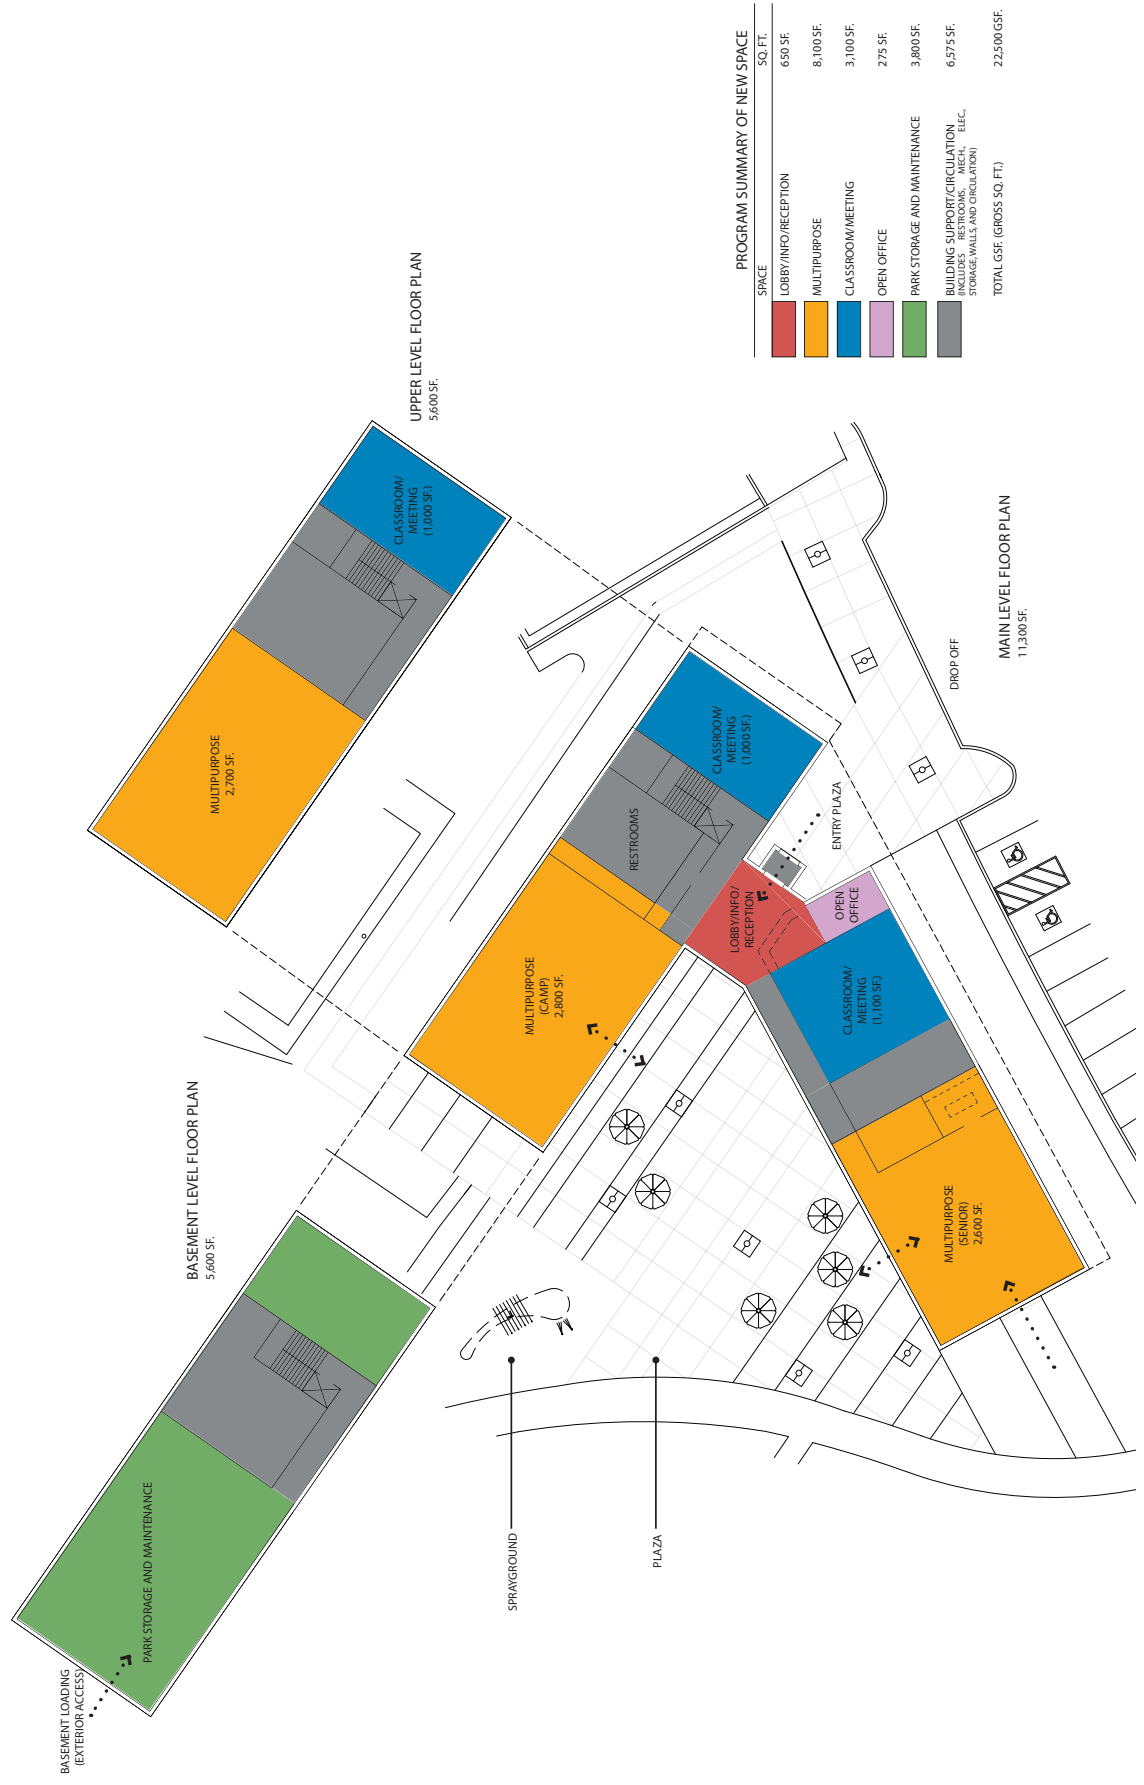 PROGRAM SUMMARY OF NEW SPACE
SPACE SQ. FT.
LOBBY/INFO/RECEPTION 650 SF.
MULTIPURPOSE 8,100 SF.
CLASSROOM/MEETING 3,100 SF.
OPEN OFFICE 275 SF.
PARK STORAGE AND MAINTENANCE 3,800 SF.
BUILDING SUPPORT/CIRCULATION 6,575 SF.
(INCLUDES RESTROOMS, MECH., ELEC.,
STORAGE, WALLS, AND CIRCULATION)
TOTAL GSF. (GROSS SQ. FT.) 22,500 GSF.
UPPER LEVEL FLOOR PLAN
5,600 SF.
MULTIPURPOSE
2,700 SF.
CLASSROOM/
MEETING
(1,000 SF.)
BASEMENT LEVEL FLOOR PLAN
5,600 SF.
PARK STORAGE AND MAINTENANCE
BASEMENT LOADING
(EXTERIOR ACCESS)
MAIN LEVEL FLOOR PLAN
11,300 SF.
MULTIPURPOSE
(CAMP)
2,800 SF.
RESTROOMS
CLASSROOM/
MEETING
(1,000 SF.)
LOBBY/INFO/
RECEPTION
ENTRY PLAZA
OPEN
OFFICE
CLASSROOM/
MEETING
(1,100 SF.)
MULTIPURPOSE
(SENIOR)
2,600 SF.
DROP OFF
SPRAYGROUND
PLAZA